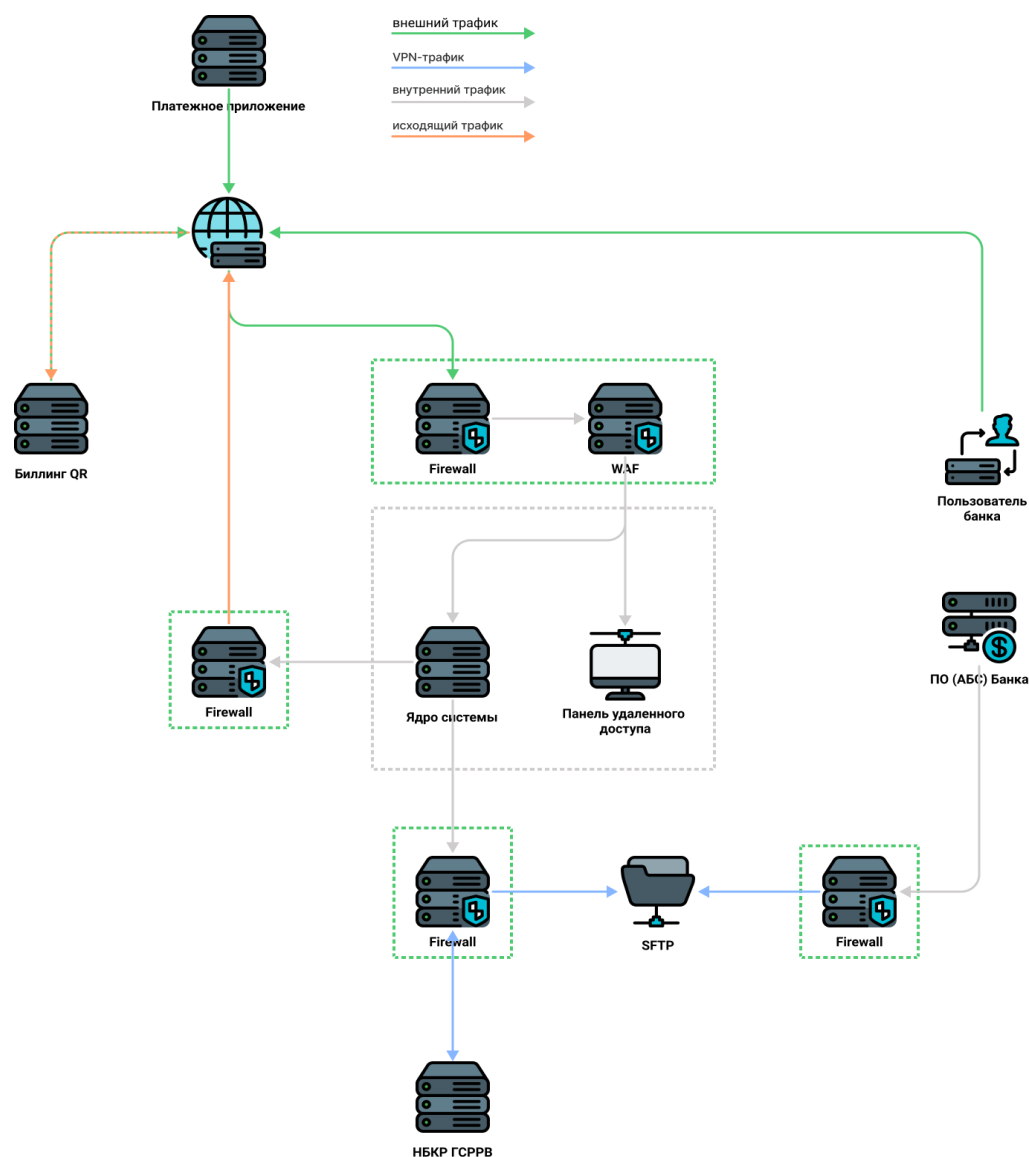 внешний трафик
VPN-трафик
внутренний трафик
исходящий трафик
Платежное приложение
Биллинг QR
Firewall
WAF
Пользователь
банка
ПО (АБС) Банка
Firewall
Ядро системы
Панель удаленного
доступа
Firewall
SFTP
Firewall
НБКР ГСРРВ